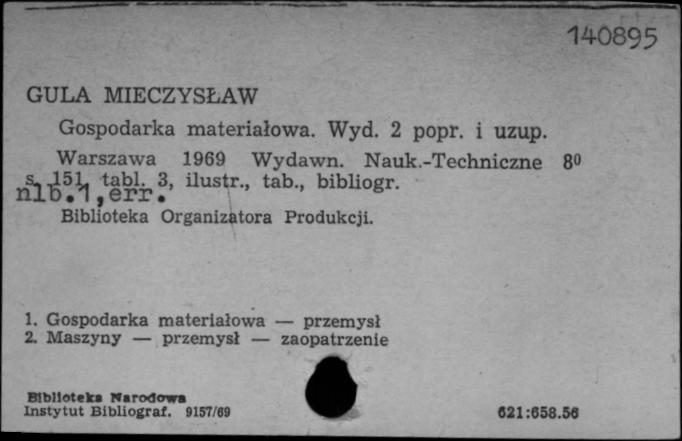 140895
GULA MIECZYSŁAW
Gospodarka materiałowa. Wyd. 2 popr. i uzup.
Warszawa 1969 Wydawn. Nauk.-Techniczne 8⁰
s. 151, tabl. 3, ilustr., tab., bibliogr.
nlb.1,err.
Biblioteka Organizatora Produkcji.
1. Gospodarka materiałowa — przemysł
2. Maszyny — przemysł — zaopatrzenie
Biblioteka Narodowa
Instytut Bibliograf. 9157/69
621:658.56